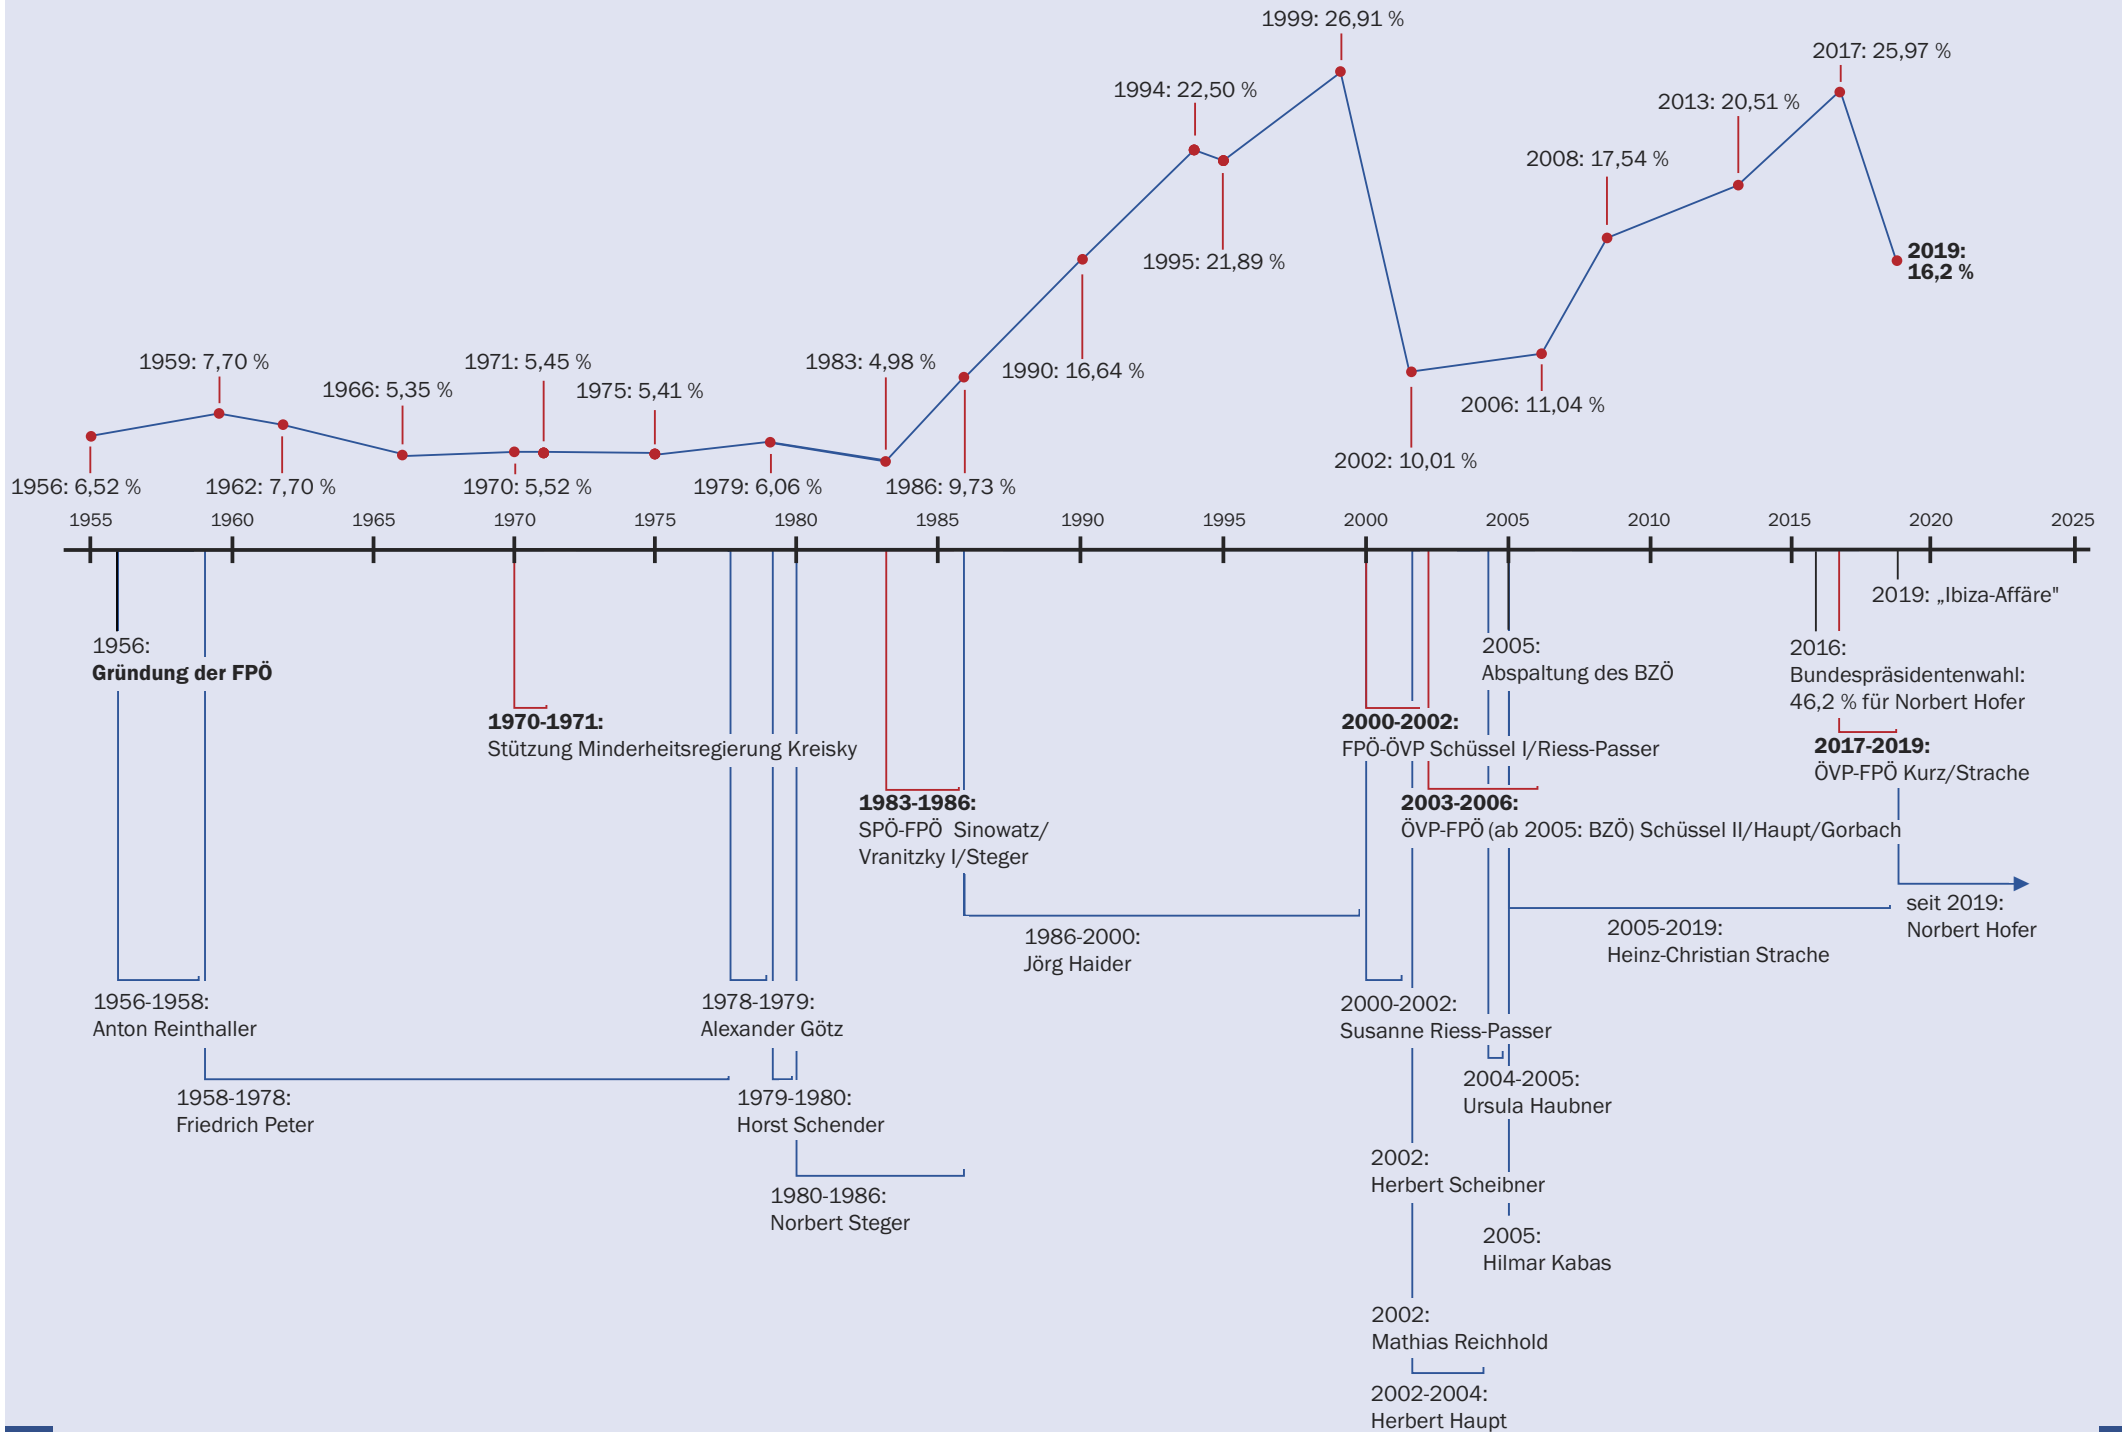 1999: 26,91 %
2017: 25,97 %
1994: 22,50 %
2013: 20,51 %
2008: 17,54 %
2019:
16,2 %
1995: 21,89 %
1959: 7,70 %
1971: 5,45 %
1983: 4,98 %
1990: 16,64 %
1966: 5,35 %
1975: 5,41 %
2006: 11,04 %
2002: 10,01 %
1956: 6,52 %
1962: 7,70 %
1970: 5,52 %
1979: 6,06 %
1986: 9,73 %
1955 1960 1965 1970 1975 1980 1985 1990 1995 2000 2005 2010 2015 2020 2025
2019: „Ibiza-Affäre"
1956:
Gründung der FPÖ
2005:
Abspaltung des BZÖ
2016:
Bundespräsidentenwahl:
46,2 % für Norbert Hofer
1970-1971:
Stützung Minderheitsregierung Kreisky
2000-2002:
FPÖ-ÖVP Schüssel I/Riess-Passer
2017-2019:
ÖVP-FPÖ Kurz/Strache
1983-1986:
SPÖ-FPÖ Sinowatz/
Vranitzky I/Steger
2003-2006:
ÖVP-FPÖ (ab 2005: BZÖ) Schüssel II/Haupt/Gorbach
seit 2019:
Norbert Hofer
1986-2000:
Jörg Haider
2005-2019:
Heinz-Christian Strache
1956-1958:
Anton Reinthaller
1978-1979:
Alexander Götz
2000-2002:
Susanne Riess-Passer
1958-1978:
Friedrich Peter
1979-1980:
Horst Schender
2004-2005:
Ursula Haubner
2002:
Herbert Scheibner
1980-1986:
Norbert Steger
2005:
Hilmar Kabas
2002:
Mathias Reichhold
2002-2004:
Herbert Haupt